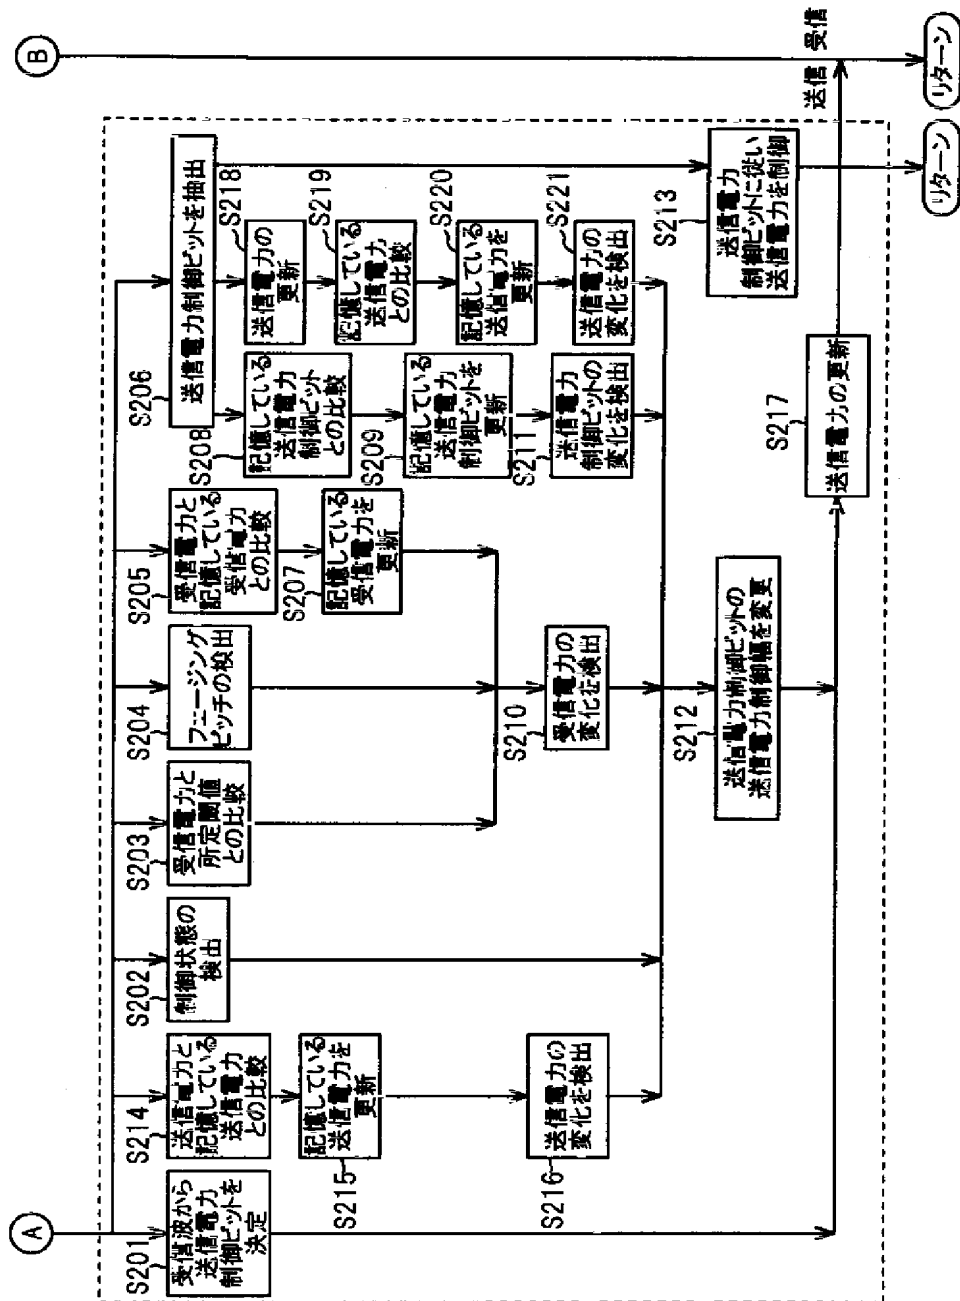 A
B
S201
受信波から
送信電力
制御ビットを
決定
S214
送信電力と
記憶している
送信電力
との比較
S215
記憶している
送信電力を
更新
S216
送信電力の
変化を検出
S202
制御状態の
検出
S203
受信電力と
所定閾値
との比較
S204
フェージング
ピッチの検出
S205
受信電力と
記憶している
受信電力
との比較
S207
記憶している
受信電力を
更新
S210
受信電力の
変化を検出
S206
送信電力制御ビットを抽出
S208
記憶している
送信電力
制御ビット
との比較
S209
記憶している
送信電力
制御ビットを
更新
S211
送信電力
制御ビットの
変化を検出
S218
送信電力の
更新
S219
記憶している
送信電力
との比較
S220
記憶している
送信電力を
更新
S221
送信電力の
変化を検出
S212
送信電力制御ビットの
送信電力制御幅を変更
S213
送信電力
制御ビットに従い
送信電力を制御
S217
送信電力の更新
送信 受信
リターン
リターン